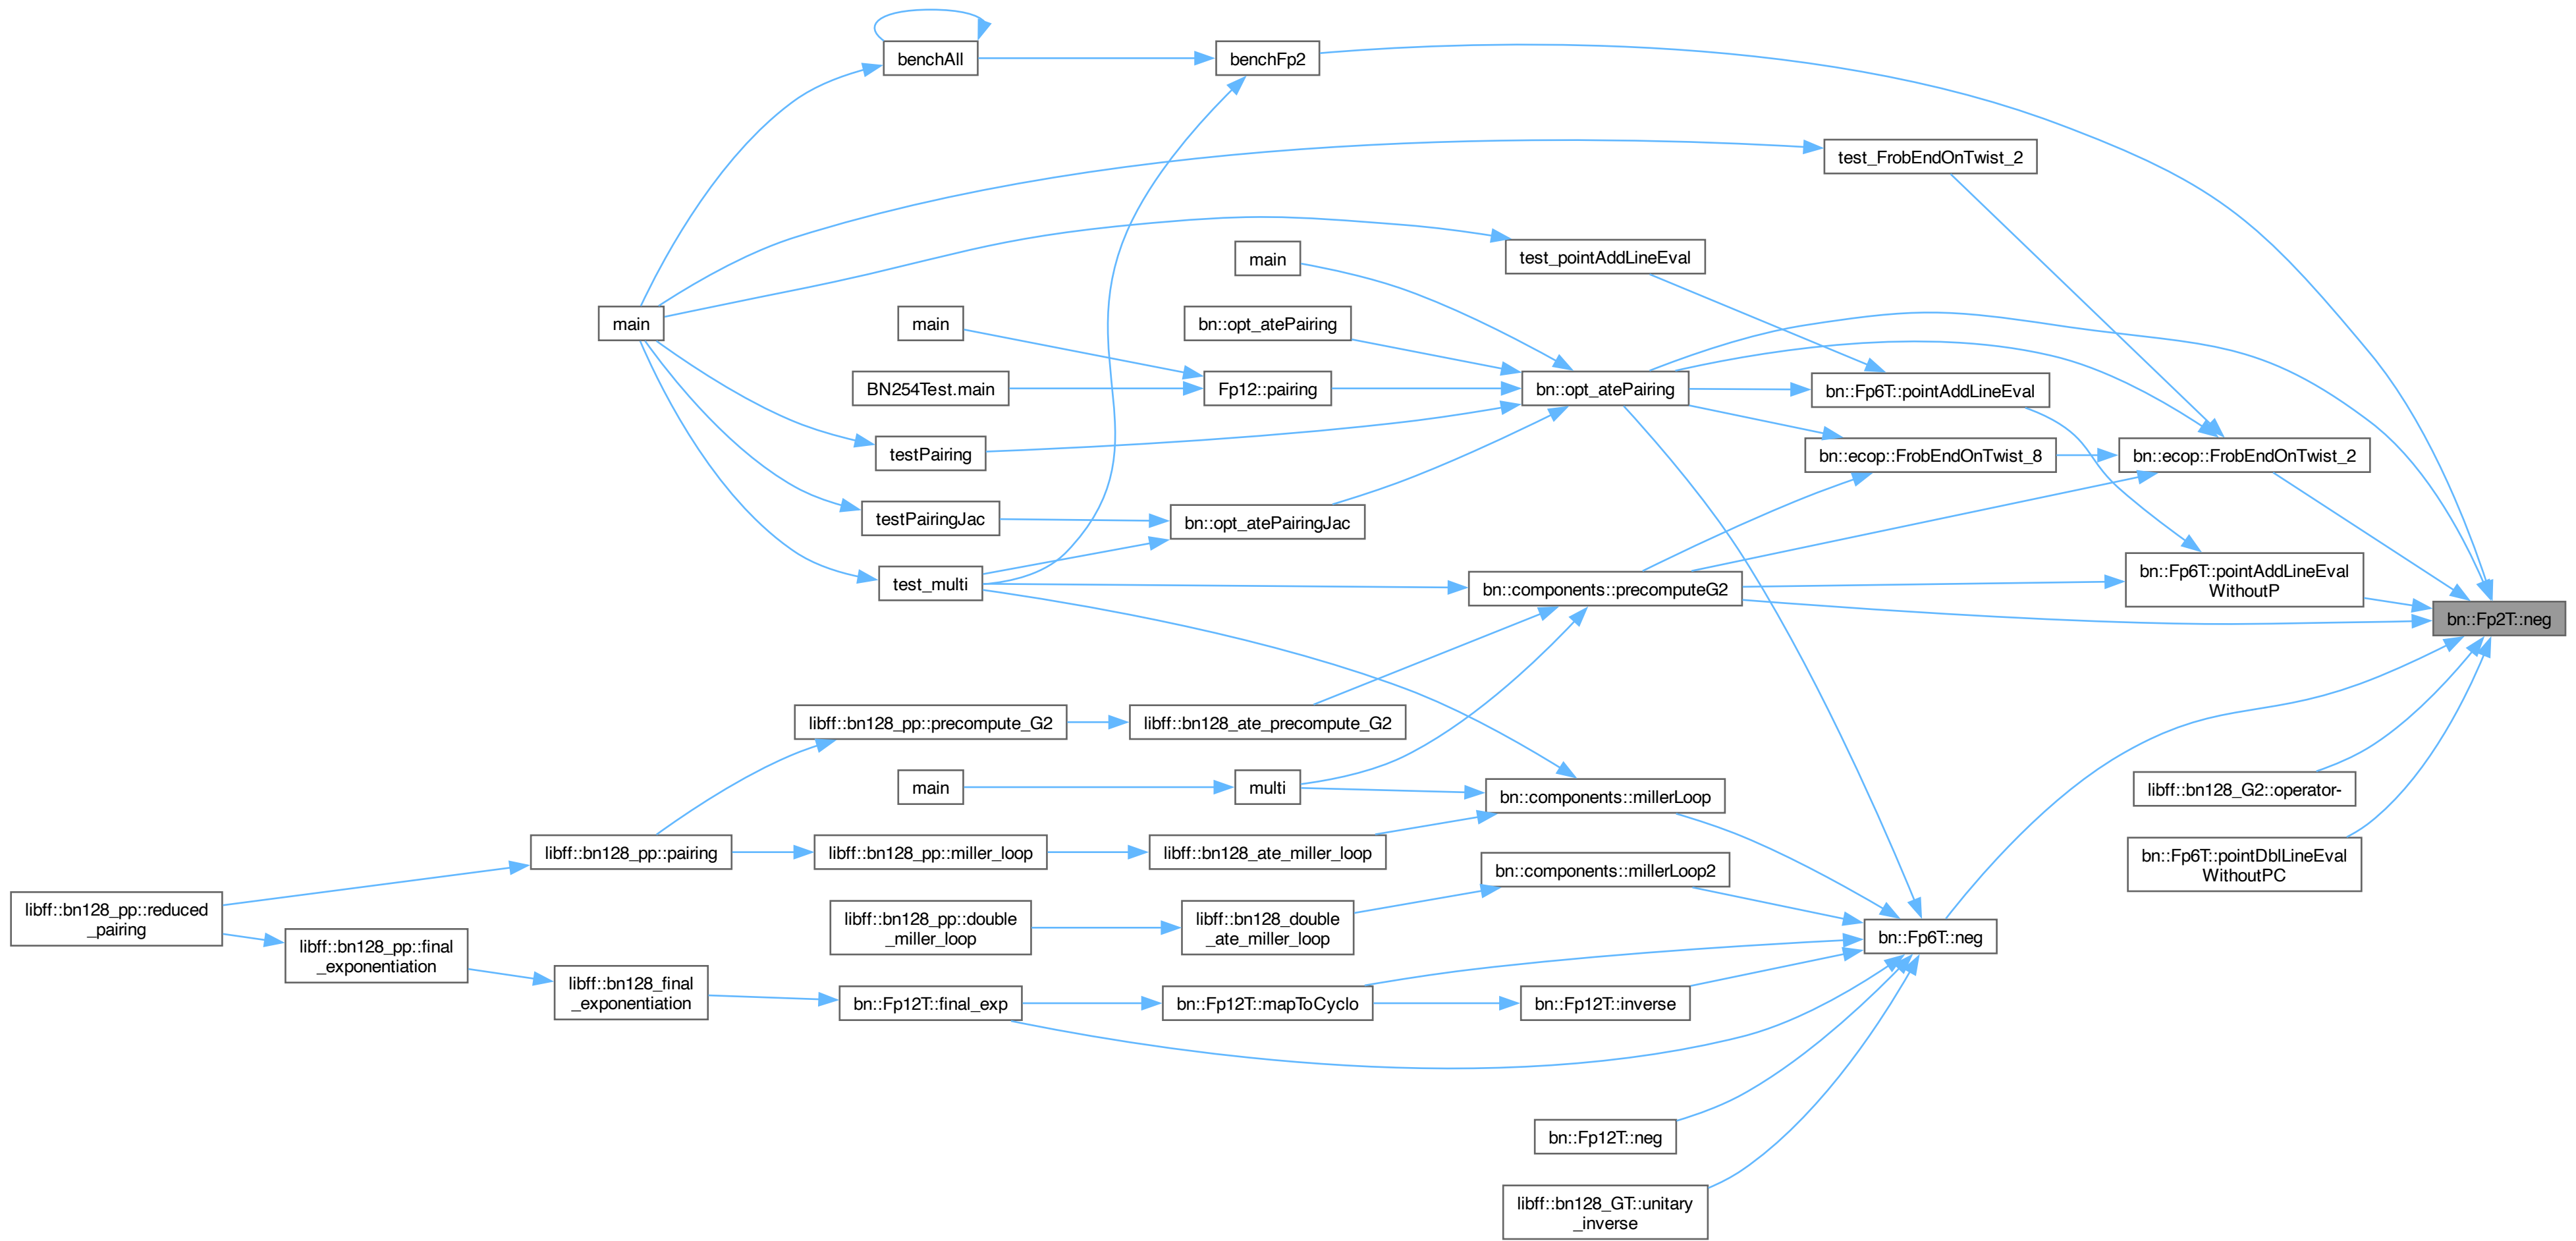 benchAll
benchFp2
test_FrobEndOnTwist_2
test_pointAddLineEval
main
main
main
bn::opt_atePairing
BN254Test.main
Fp12::pairing
bn::opt_atePairing
bn::Fp6T::pointAddLineEval
testPairing
bn::ecop::FrobEndOnTwist_8
bn::ecop::FrobEndOnTwist_2
testPairingJac
bn::opt_atePairingJac
test_multi
bn::components::precomputeG2
bn::Fp6T::pointAddLineEval
WithoutP
bn::Fp2T::neg
libff::bn128_pp::precompute_G2
libff::bn128_ate_precompute_G2
main
multi
bn::components::millerLoop
libff::bn128_G2::operator-
libff::bn128_pp::pairing
libff::bn128_pp::miller_loop
libff::bn128_ate_miller_loop
bn::components::millerLoop2
bn::Fp6T::pointDblLineEval
WithoutPC
libff::bn128_pp::reduced
_pairing
libff::bn128_pp::double
_miller_loop
libff::bn128_double
_ate_miller_loop
bn::Fp6T::neg
libff::bn128_pp::final
_exponentiation
libff::bn128_final
_exponentiation
bn::Fp12T::final_exp
bn::Fp12T::mapToCyclo
bn::Fp12T::inverse
bn::Fp12T::neg
libff::bn128_GT::unitary
_inverse